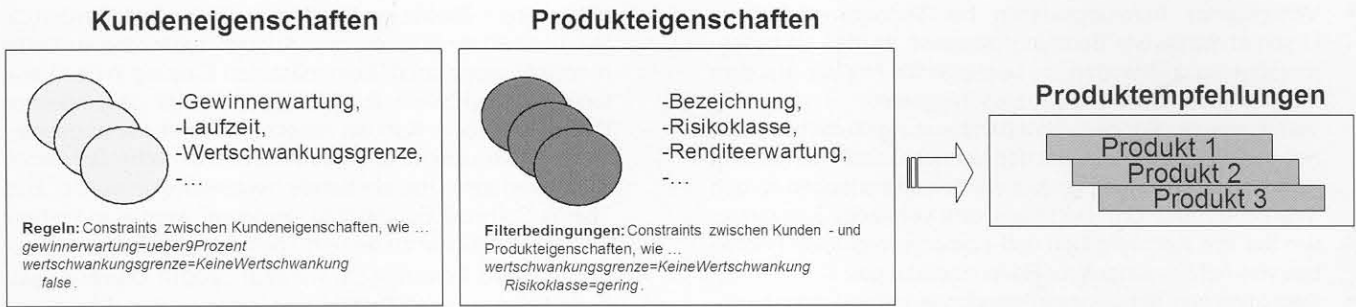 Kundeneigenschaften
-Gewinnerwartung,
-Laufzeit,
-Wertschwankungsgrenze,
-...
Regeln: Constraints zwischen Kundeneigenschaften, wie ...
gewinnerwartung=ueber9Prozent
wertschwankungsgrenze=KeineWertschwankung
false.
Produkteigenschaften
-Bezeichnung,
-Risikoklasse,
-Renditeerwartung,
-...
Filterbedingungen: Constraints zwischen Kunden - und
Produkteigenschaften, wie ...
wertschwankungsgrenze=KeineWertschwankung
Risikoklasse=gering.
Produktempfehlungen
Produkt 1
Produkt 2
Produkt 3